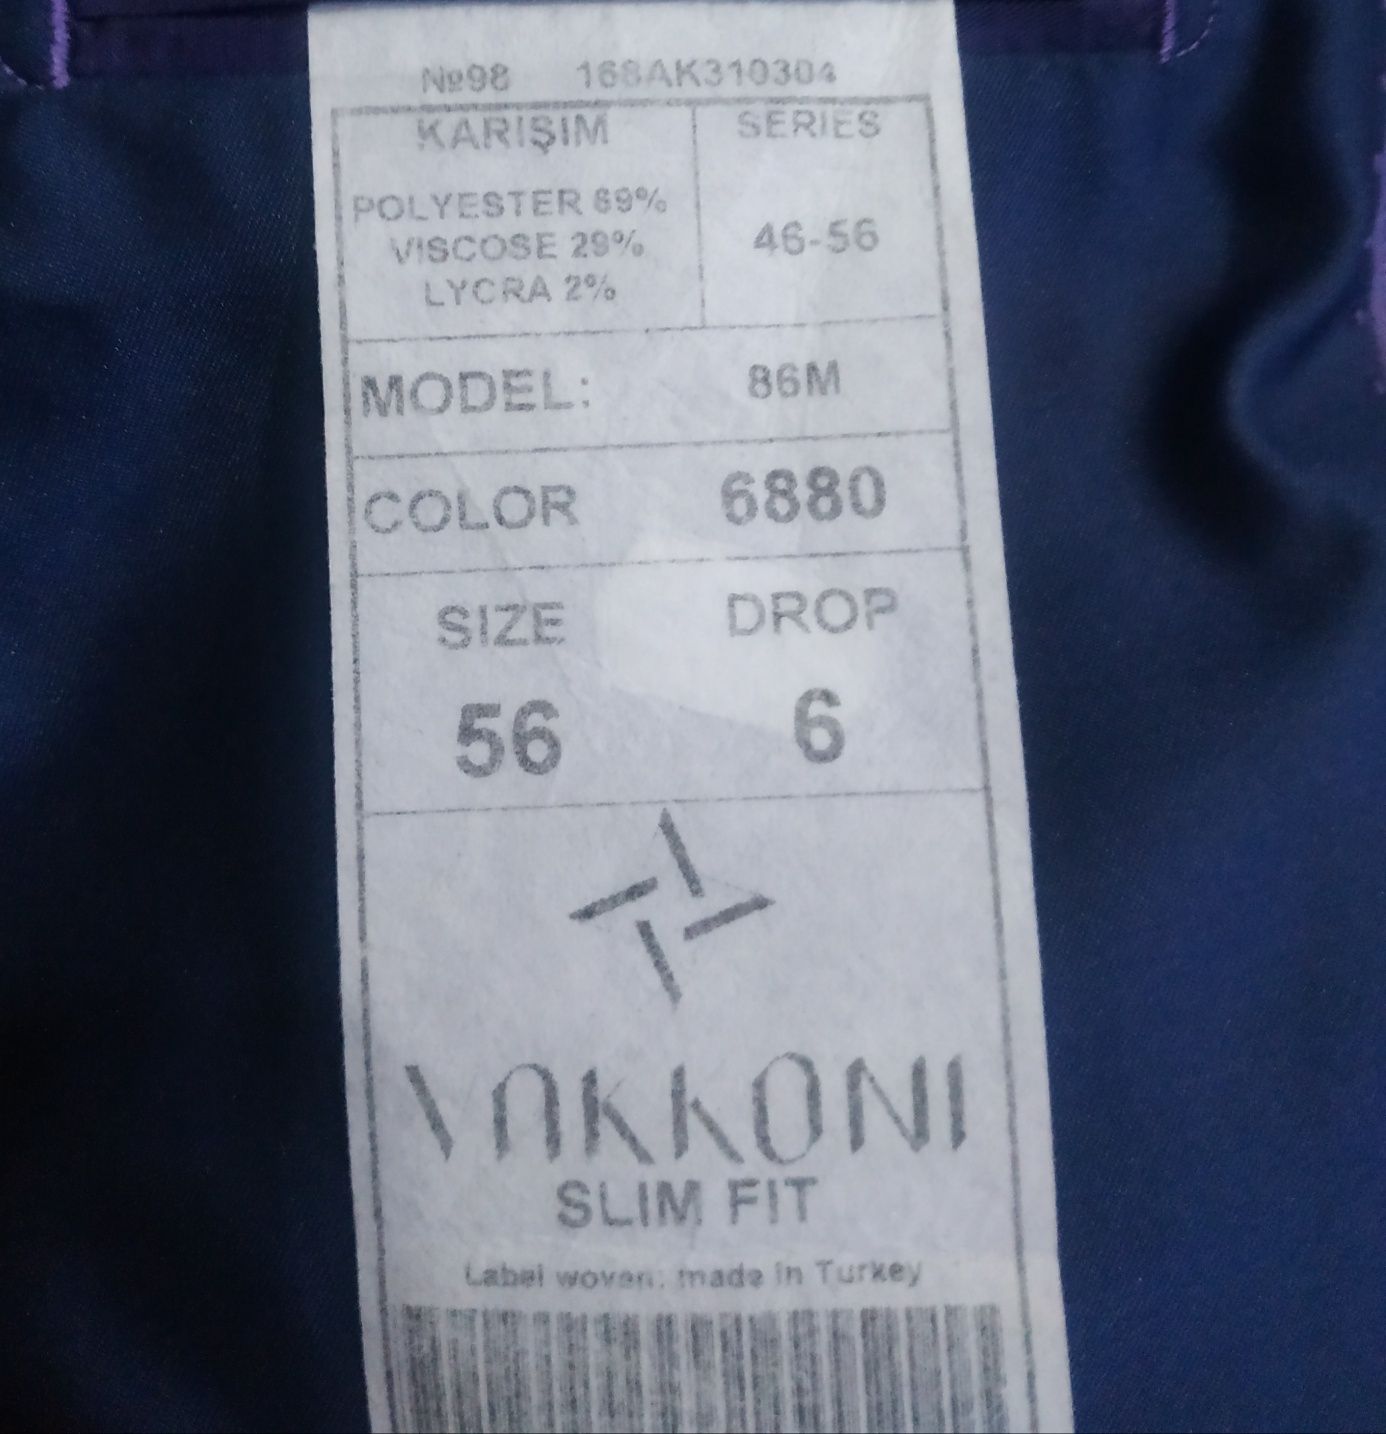 №98 168AK310304
KARIŞIM
SERIES
POLYESTER 69%
VISCOSE 29%
LYCRA 2%
46-56
MODEL: 86M
COLOR 6880
SIZE DROP
56 6
VAKKONI
SLIM FIT
Label woven: made in Turkey